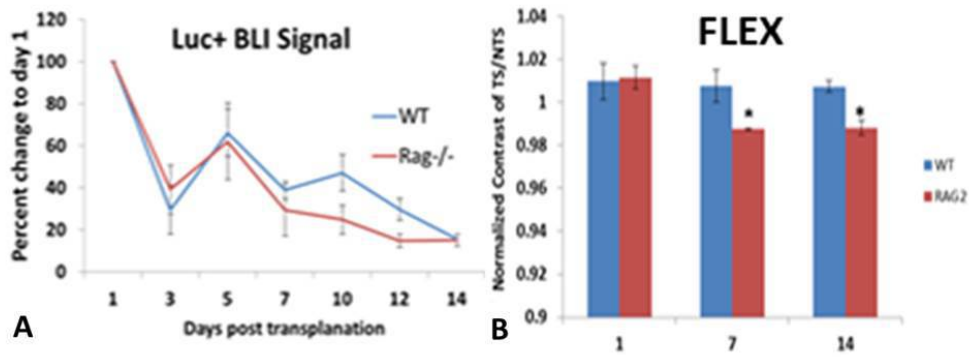 Luc+ BLI Signal
Percent change to day 1
120
100
80
60
40
20
0
WT
Rag-/-
1 3 5 7 10 12 14
Days post transplanation
A
FLEX
Normalized Contrast of TS/NTS
1.04
1.02
1
0.98
0.96
0.94
0.92
0.9
* *
WT
RAG2
1 7 14
B